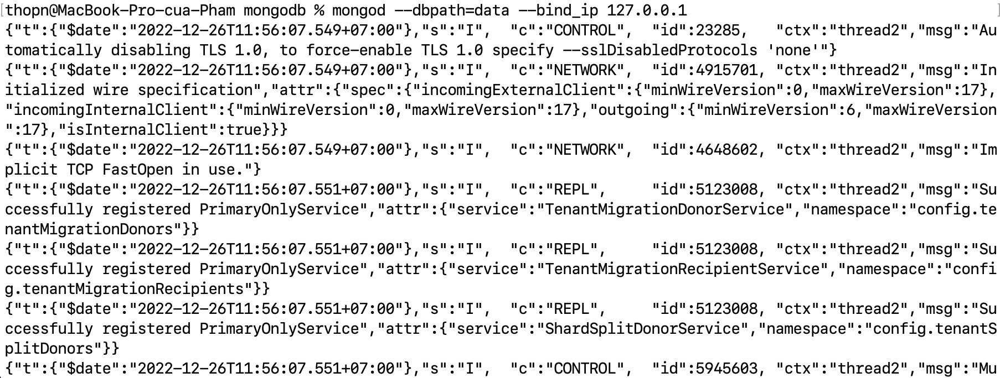 thopn@MacBook-Pro-cua-Pham mongodb % mongod --dbpath=data --bind_ip 127.0.0.1
{"t":{"$date":"2022-12-26T11:56:07.549+07:00"},"s":"I",  "c":"CONTROL",  "id":23285,   "ctx":"thread2","msg":"Au
tomatically disabling TLS 1.0, to force-enable TLS 1.0 specify --sslDisabledProtocols 'none'"}
{"t":{"$date":"2022-12-26T11:56:07.549+07:00"},"s":"I",  "c":"NETWORK",  "id":4915701, "ctx":"thread2","msg":"In
itialized wire specification","attr":{"spec":{"incomingExternalClient":{"minWireVersion":0,"maxWireVersion":17},
"incomingInternalClient":{"minWireVersion":0,"maxWireVersion":17},"outgoing":{"minWireVersion":6,"maxWireVersion
":17},"isInternalClient":true}}}
{"t":{"$date":"2022-12-26T11:56:07.549+07:00"},"s":"I",  "c":"NETWORK",  "id":4648602, "ctx":"thread2","msg":"Im
plicit TCP FastOpen in use."}
{"t":{"$date":"2022-12-26T11:56:07.551+07:00"},"s":"I",  "c":"REPL",     "id":5123008, "ctx":"thread2","msg":"Su
ccessfully registered PrimaryOnlyService","attr":{"service":"TenantMigrationDonorService","namespace":"config.te
nantMigrationDonors"}}
{"t":{"$date":"2022-12-26T11:56:07.551+07:00"},"s":"I",  "c":"REPL",     "id":5123008, "ctx":"thread2","msg":"Su
ccessfully registered PrimaryOnlyService","attr":{"service":"TenantMigrationRecipientService","namespace":"confi
g.tenantMigrationRecipients"}}
{"t":{"$date":"2022-12-26T11:56:07.551+07:00"},"s":"I",  "c":"REPL",     "id":5123008, "ctx":"thread2","msg":"Su
ccessfully registered PrimaryOnlyService","attr":{"service":"ShardSplitDonorService","namespace":"config.tenantS
plitDonors"}}
{"t":{"$date":"2022-12-26T11:56:07.551+07:00"},"s":"I",  "c":"CONTROL",  "id":5945603, "ctx":"thread2","msg":"Mu